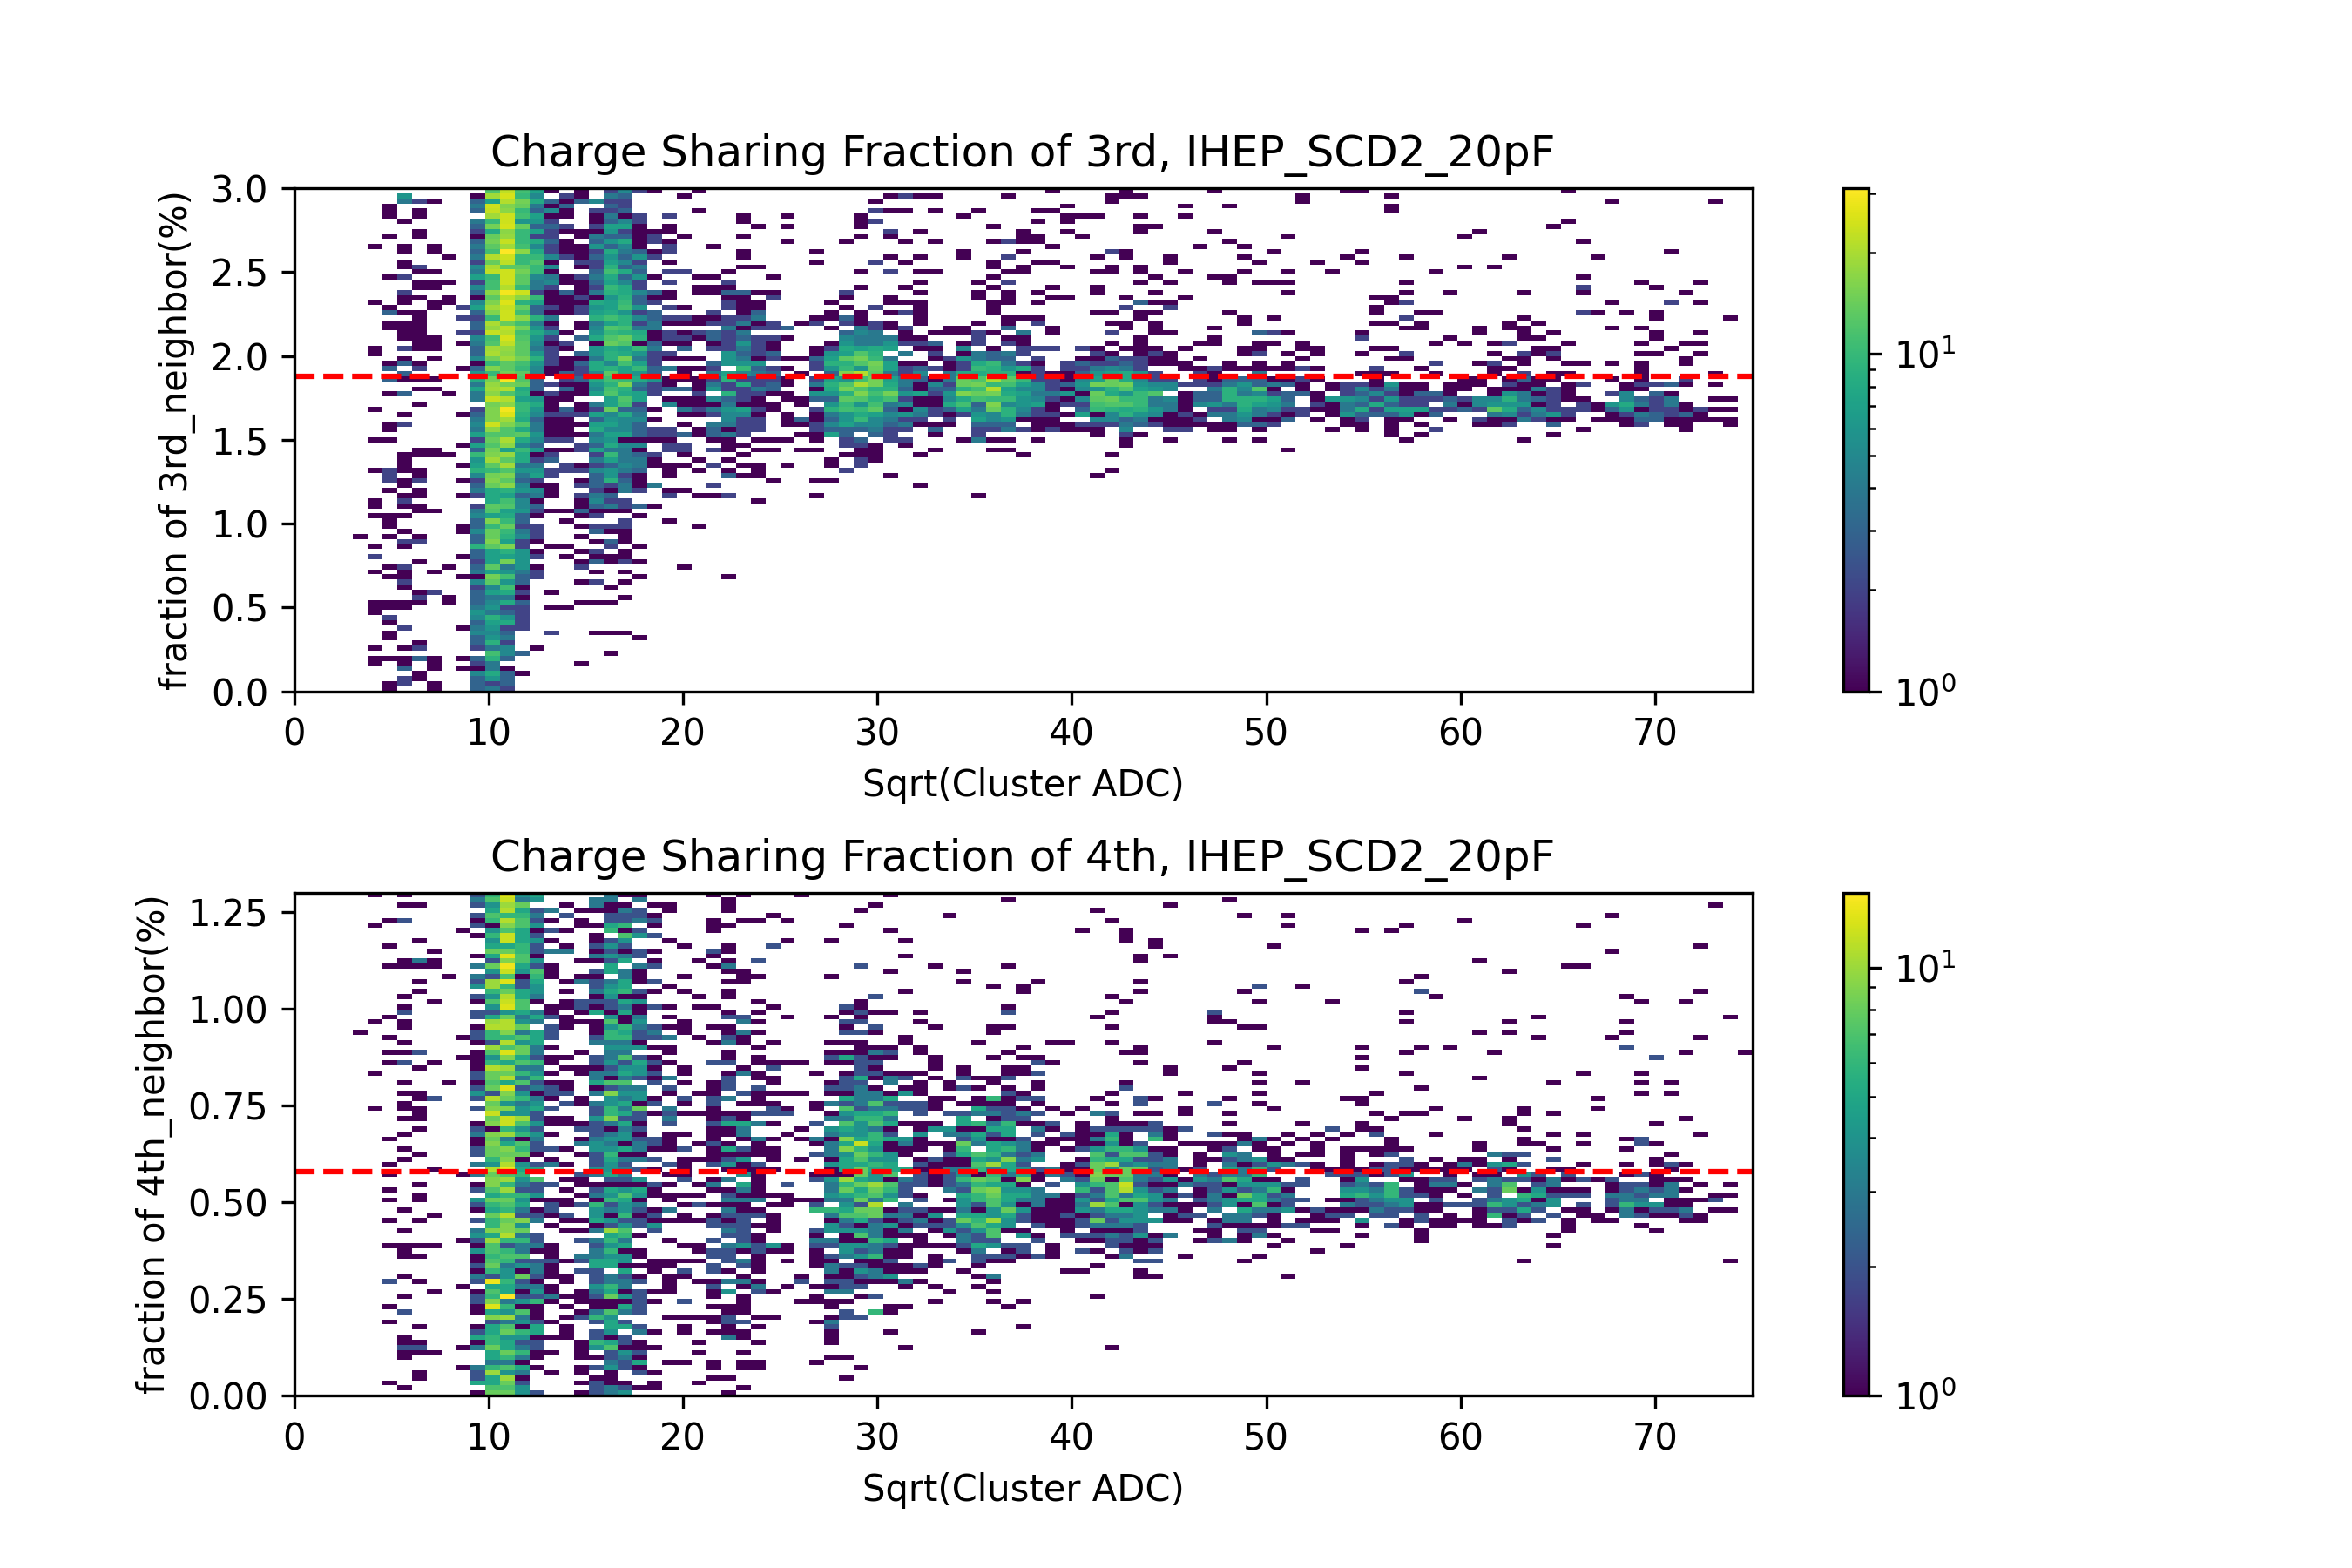 Charge Sharing Fraction of 3rd, IHEP_SCD2_20pF
fraction of 3rd_neighbor(%)
3.0
2.5
2.0
1.5
1.0
0.5
0.0
0 10 20 30 40 50 60 70
Sqrt(Cluster ADC)
10¹
10⁰
Charge Sharing Fraction of 4th, IHEP_SCD2_20pF
fraction of 4th_neighbor(%)
1.25
1.00
0.75
0.50
0.25
0.00
0 10 20 30 40 50 60 70
Sqrt(Cluster ADC)
10¹
10⁰